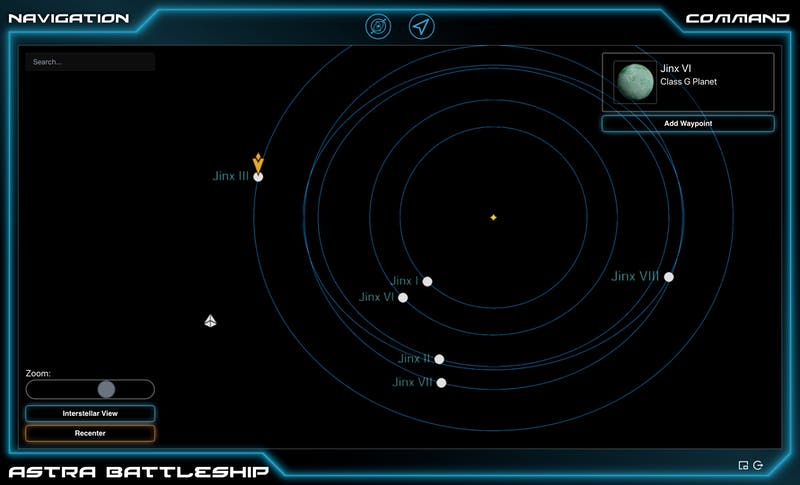 NAVIGATION
COMMAND
Search...
Jinx VI
Class G Planet
Add Waypoint
Jinx III
Jinx I
Jinx VI
Jinx VIII
Jinx II
Jinx VII
Zoom:
Interstellar View
Recenter
ASTRA BATTLESHIP